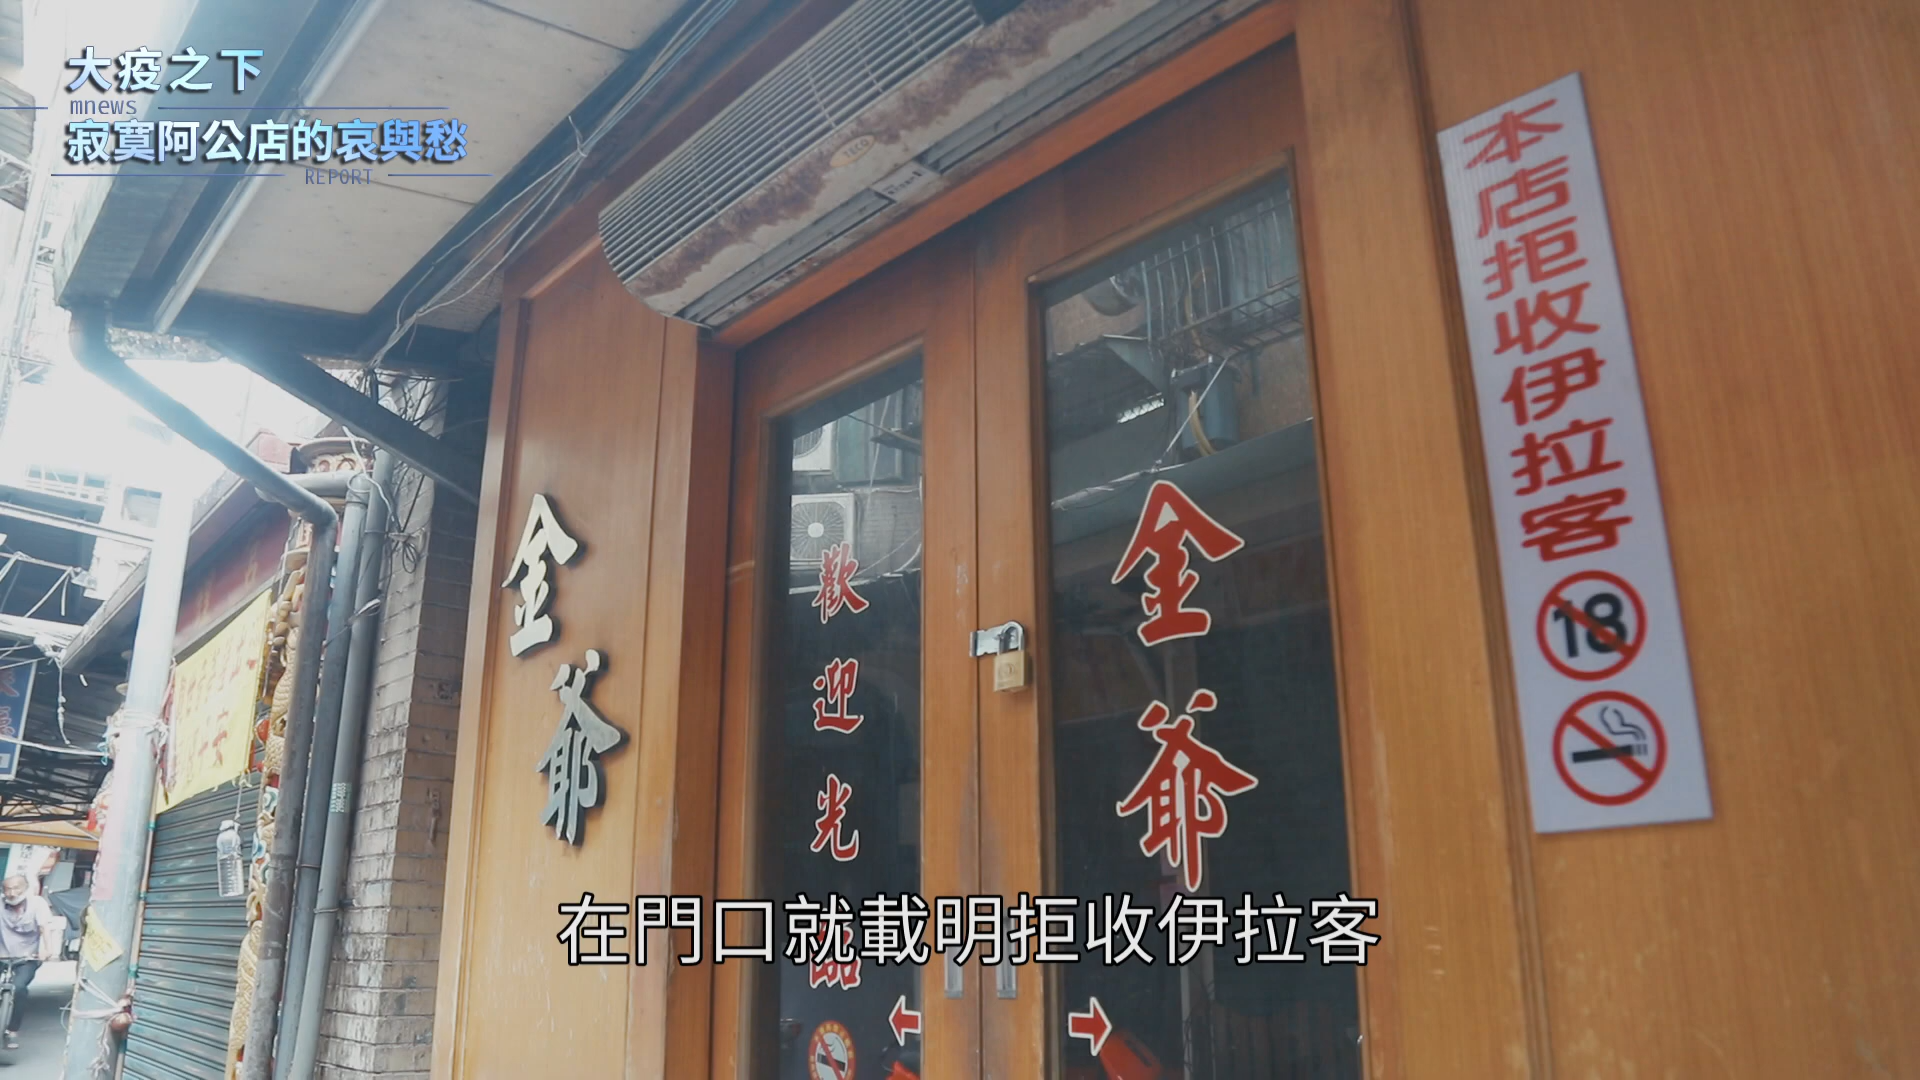 大疫之下
mnews
寂寞阿公店的哀與愁
REPORT
TECO
本店拒收伊拉客
18
金爺
歡迎光臨
金爺
在門口就載明拒收伊拉客